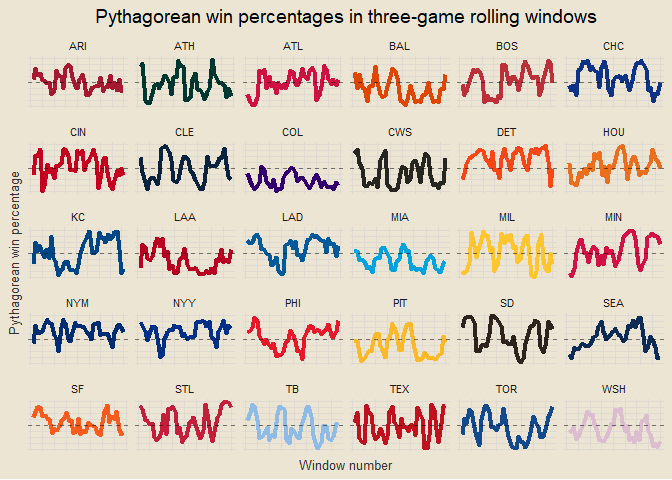 Pythagorean win percentages in three-game rolling windows
ARI ATH ATL BAL BOS CHC
CIN CLE COL CWS DET HOU
KC LAA LAD MIA MIL MIN
NYM NYY PHI PIT SD SEA
SF STL TB TEX TOR WSH
Pythagorean win percentage
Window number